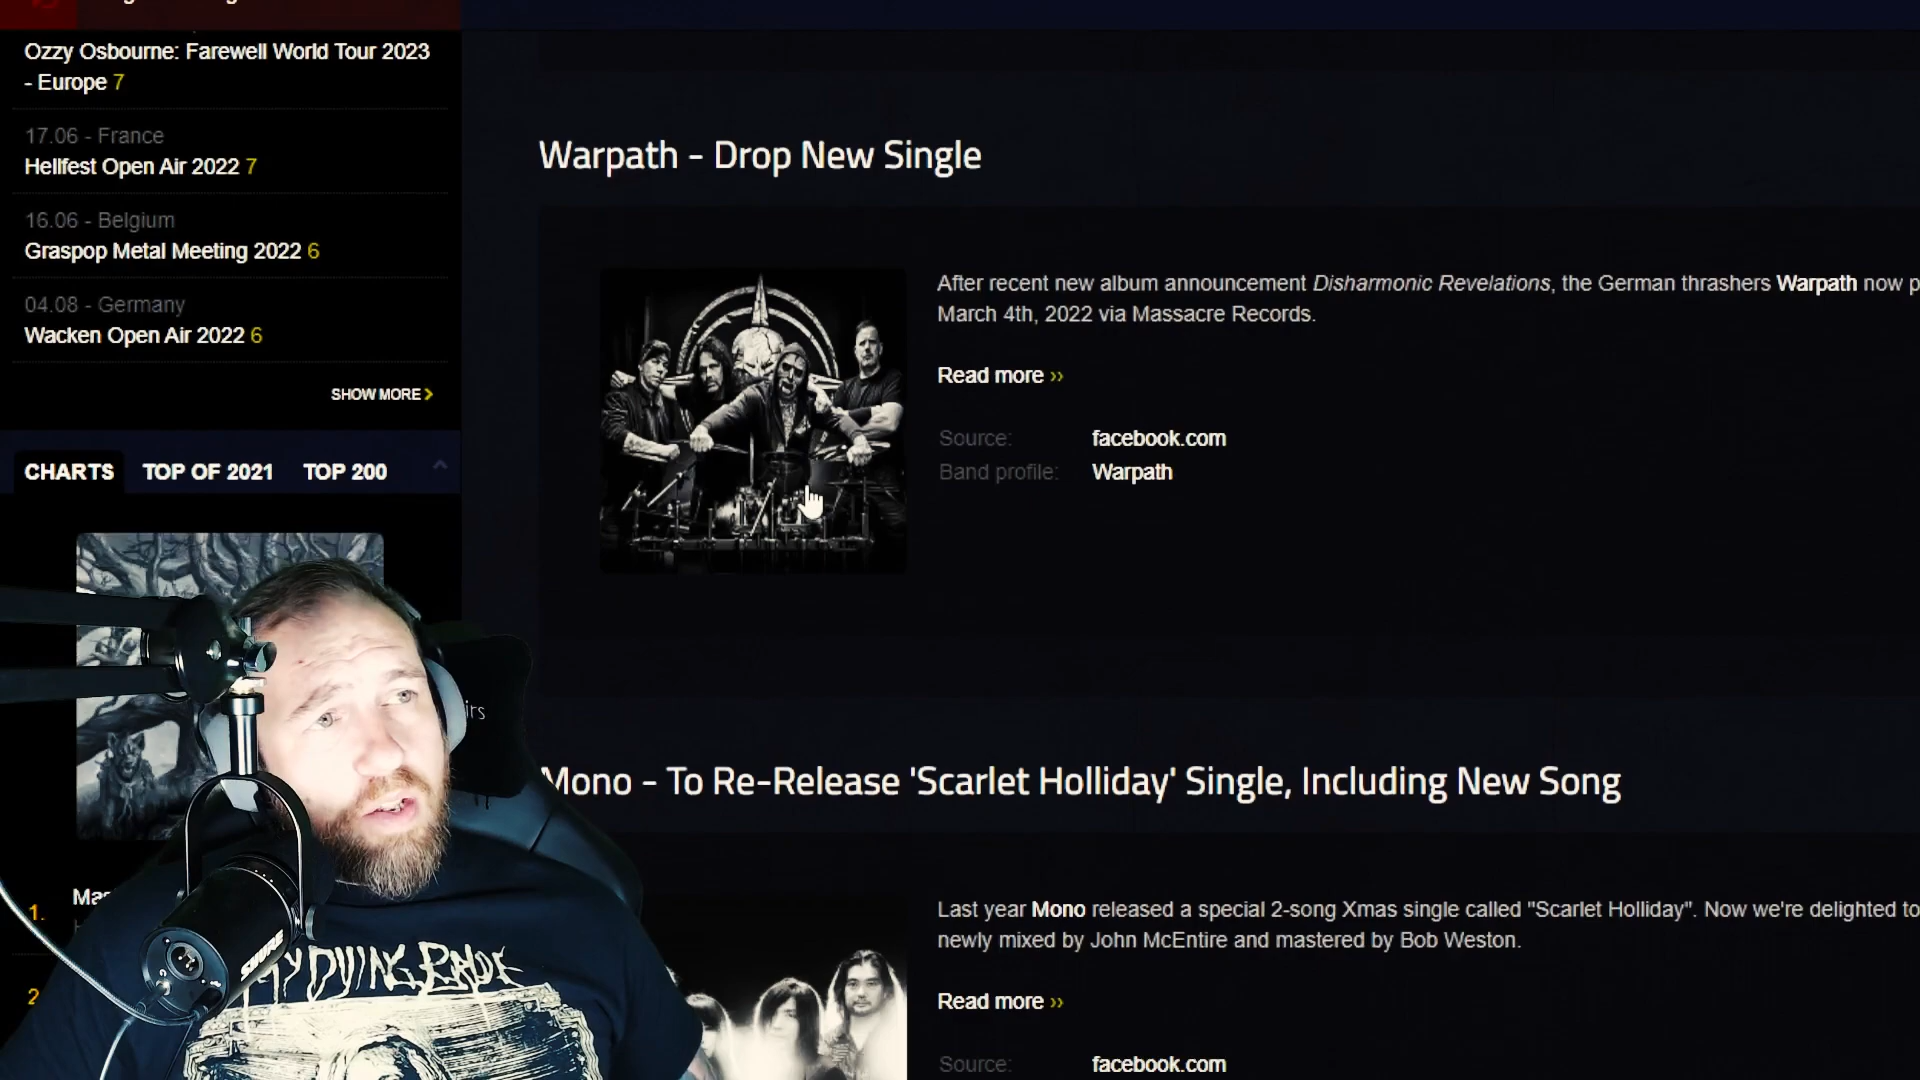 Ozzy Osbourne: Farewell World Tour 2023
- Europe 7
17.06 - France
Hellfest Open Air 2022 7
16.06 - Belgium
Graspop Metal Meeting 2022 6
04.08 - Germany
Wacken Open Air 2022 6
SHOW MORE
CHARTS TOP OF 2021 TOP 200
1.
2
Warpath - Drop New Single
After recent new album announcement Disharmonic Revelations, the German thrashers Warpath now p
March 4th, 2022 via Massacre Records.
Read more ››
Source: facebook.com
Band profile: Warpath
Mono - To Re-Release 'Scarlet Holliday' Single, Including New Song
Last year Mono released a special 2-song Xmas single called "Scarlet Holliday". Now we're delighted to
newly mixed by John McEntire and mastered by Bob Weston.
Read more ››
Source: facebook.com
SHURE
MY DYING BRIDE